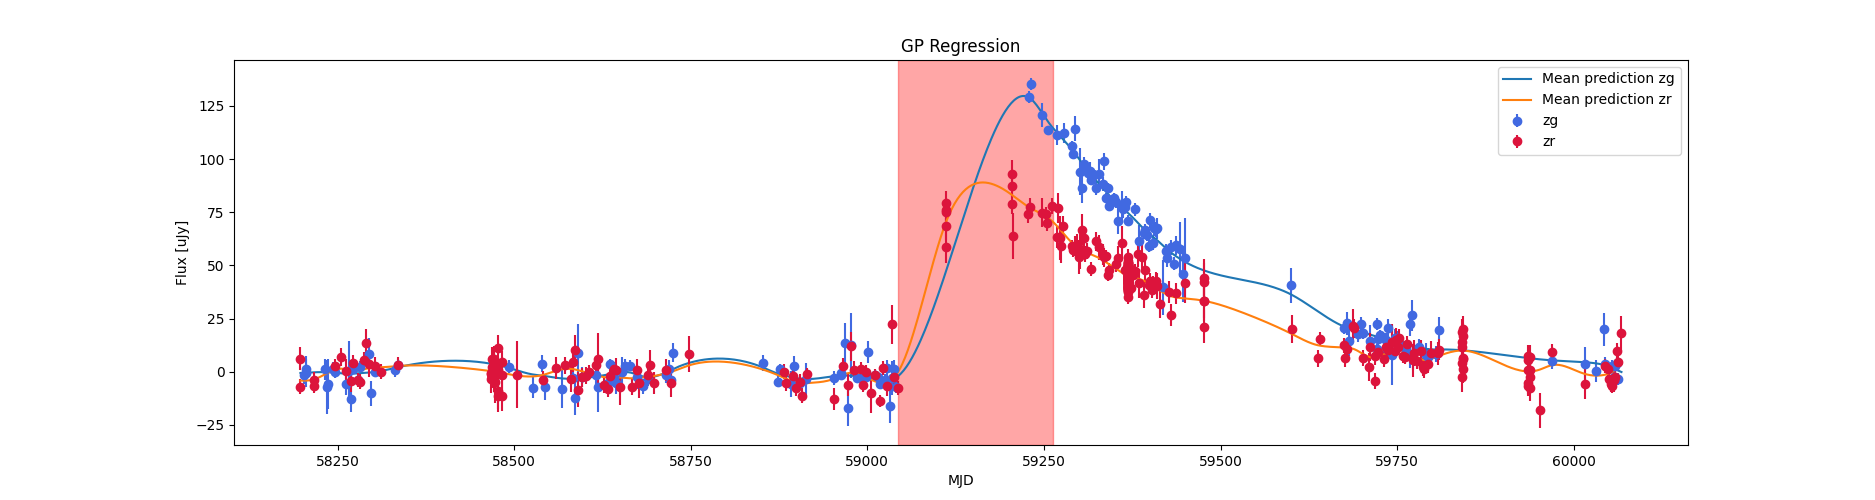 GP Regression
Flux [uJy]
125
100
75
50
25
0
−25
58250 58500 58750 59000 59250 59500 59750 60000
MJD
Mean prediction zg
Mean prediction zr
zg
zr